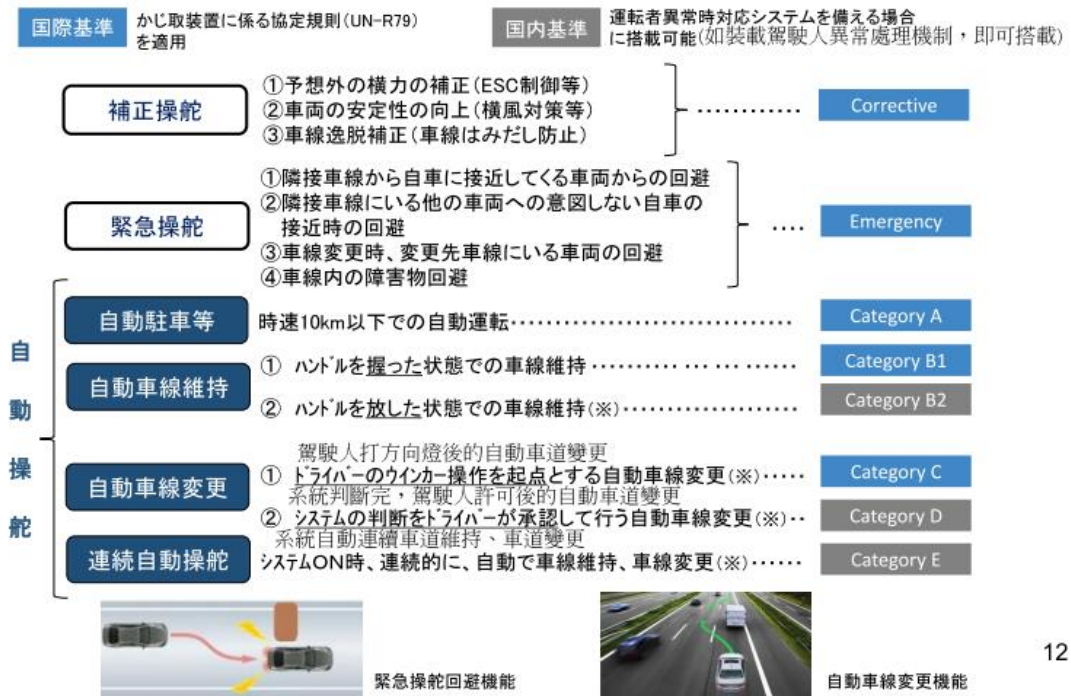 国際基準
かじ取装置に係る協定規則(UN-R79)
を適用
国内基準
運転者異常時対応システムを備える場合
に搭載可能(如裝載駕駛人異常處理機制，即可搭載)
補正操舵
①予想外の横力の補正(ESC制御等)
②車両の安定性の向上(横風対策等)
③車線逸脱補正(車線はみだし防止)
Corrective
緊急操舵
①隣接車線から自車に接近してくる車両からの回避
②隣接車線にいる他の車両への意図しない自車の
接近時の回避
③車線変更時、変更先車線にいる車両の回避
④車線内の障害物回避
Emergency
自動操舵
自動駐車等
時速10km以下での自動運転
Category A
自動車線維持
① ﾊﾝﾄﾞﾙを握った状態での車線維持
Category B1
② ﾊﾝﾄﾞﾙを放した状態での車線維持(※)
Category B2
自動車線変更
駕駛人打方向燈後的自動車道變更
① ﾄﾞﾗｲﾊﾞｰのｳｲﾝｶｰ操作を起点とする自動車線変更(※)
Category C
系統判斷完，駕駛人許可後的自動車道變更
② ｼｽﾃﾑの判断をﾄﾞﾗｲﾊﾞｰが承認して行う自動車線変更(※)
Category D
連続自動操舵
系統自動連續車道維持、車道變更
ｼｽﾃﾑON時、連続的に、自動で車線維持、車線変更(※)
Category E
緊急操舵回避機能
自動車線変更機能
12